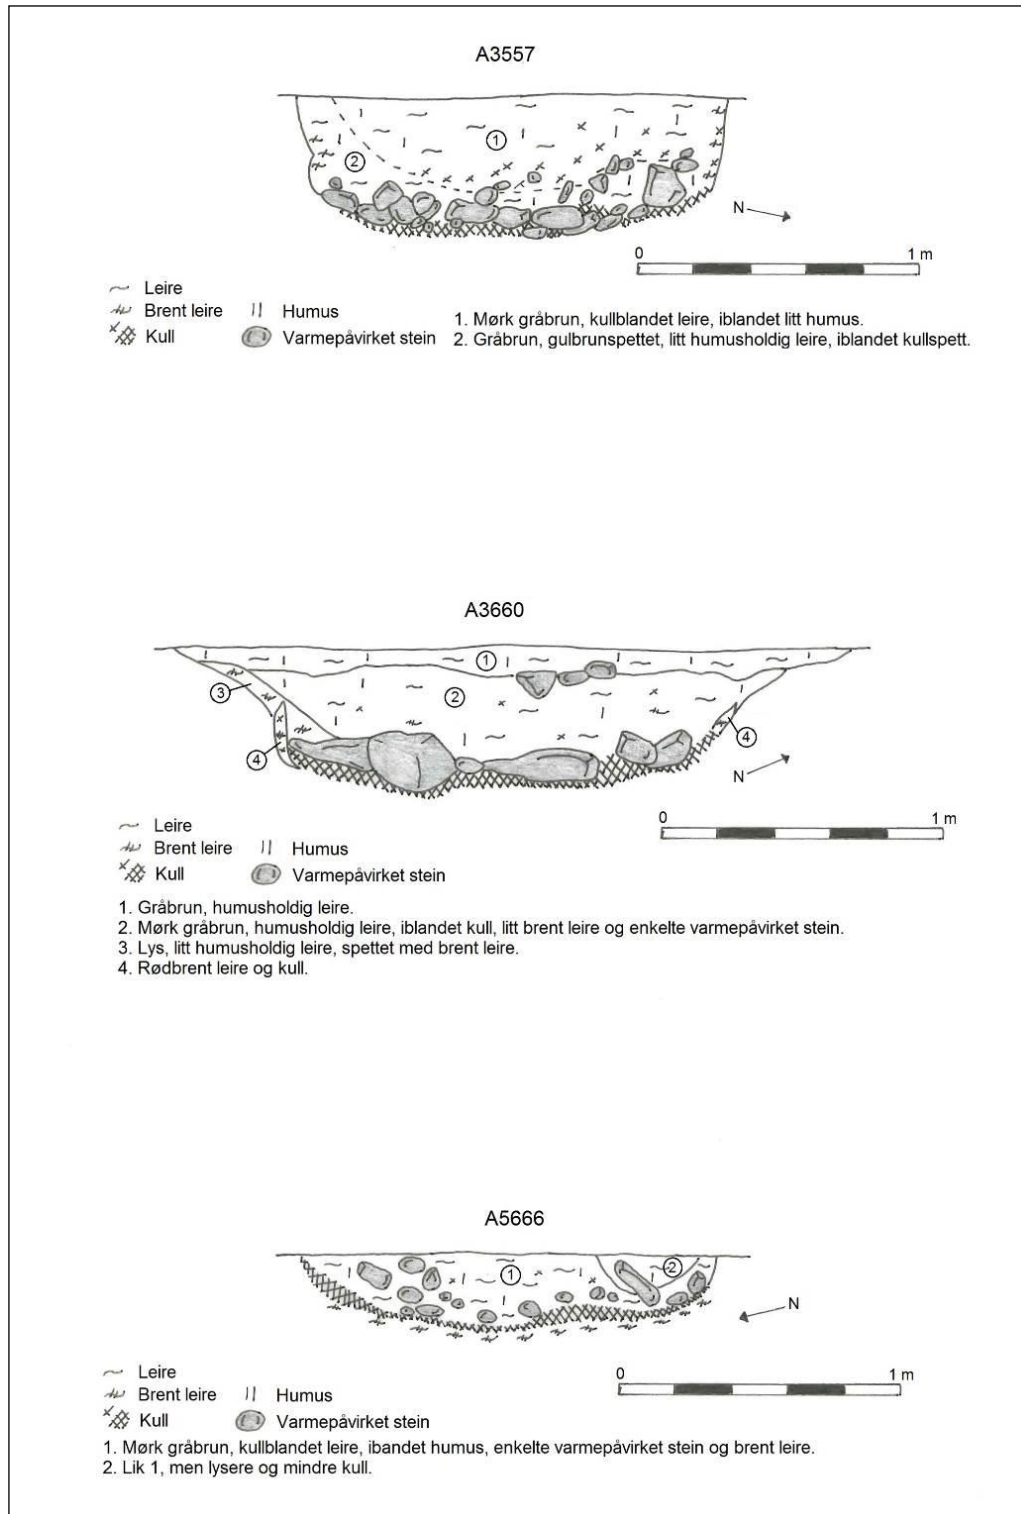 A3557
1
2
N
0 1 m
Leire
Brent leire Humus
Kull Varmepåvirket stein
1. Mørk gråbrun, kullblandet leire, iblandet litt humus.
2. Gråbrun, gulbrunspettet, litt humusholdig leire, iblandet kullspett.
A3660
1
3
2
4
4
N
0 1 m
Leire
Brent leire Humus
Kull Varmepåvirket stein
1. Gråbrun, humusholdig leire.
2. Mørk gråbrun, humusholdig leire, iblandet kull, litt brent leire og enkelte varmepåvirket stein.
3. Lys, litt humusholdig leire, spettet med brent leire.
4. Rødbrent leire og kull.
A5666
1
2
N
0 1 m
Leire
Brent leire Humus
Kull Varmepåvirket stein
1. Mørk gråbrun, kullblandet leire, ibandet humus, enkelte varmepåvirket stein og brent leire.
2. Lik 1, men lysere og mindre kull.